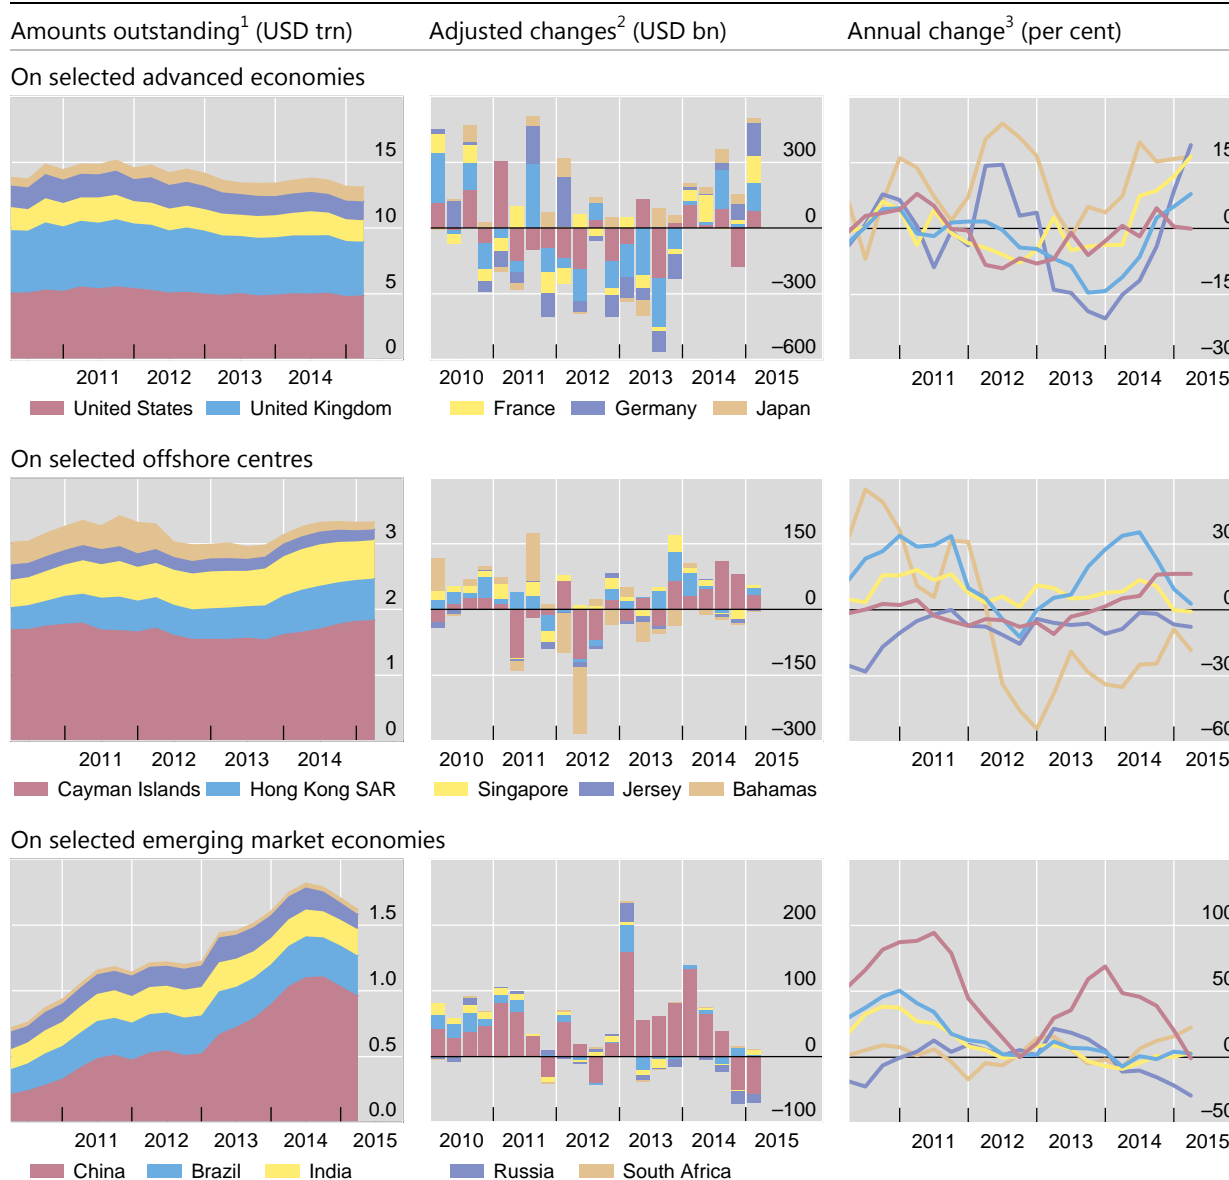 Amounts outstanding1 (USD trn) Adjusted changes2 (USD bn) Annual change3 (per cent)
On selected advanced economies
15 300 15
10 0 0
5 –300 –15
0 –600 –30
2011 2012 2013 2014 2010 2011 2012 2013 2014 2015 2011 2012 2013 2014 2015
United States United Kingdom France Germany Japan
On selected offshore centres
3 150 30
2 0 0
1 –150 –30
0 –300 –60
2011 2012 2013 2014 2010 2011 2012 2013 2014 2015 2011 2012 2013 2014 2015
Cayman Islands Hong Kong SAR Singapore Jersey Bahamas
On selected emerging market economies
1.5 200 100
1.0 100 50
0.5 0 0
0.0 –100 –50
2011 2012 2013 2014 2015 2010 2011 2012 2013 2014 2015 2011 2012 2013 2014 2015
China Brazil India Russia South Africa